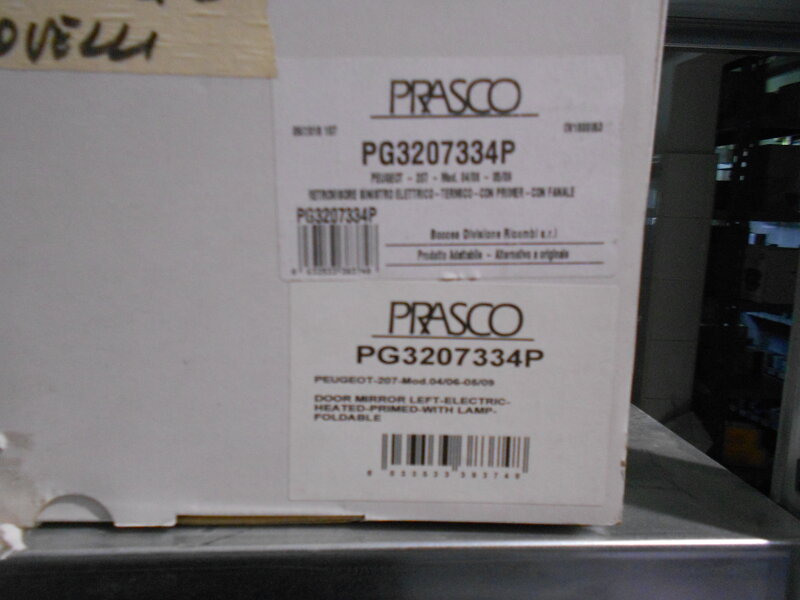 OVELLI
PRASCO
PG3207334P
PEUGEOT - 207 - Mod. 04/06 - 05/09
RETROVISORE SINISTRO ELETTRICO - TERMICO - CON PRIMER - CON FANALE
PG3207334P
Bocces Divisione Ricambi s.r.l
Prodotto Adattabile - Alternativo a originale
PRASCO
PG3207334P
PEUGEOT-207-Mod.04/06-05/09
DOOR MIRROR LEFT-ELECTRIC-
HEATED-PRIMED-WITH LAMP-
FOLDABLE